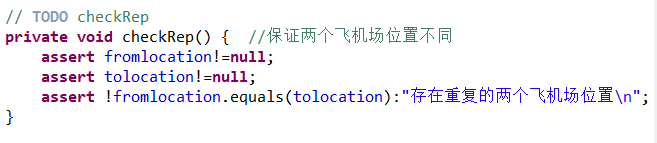 // TODO checkRep
private void checkRep() {  //保证两个飞机场位置不同
    assert fromlocation!=null;
    assert tolocation!=null;
    assert !fromlocation.equals(tolocation):"存在重复的两个飞机场位置\n";
}